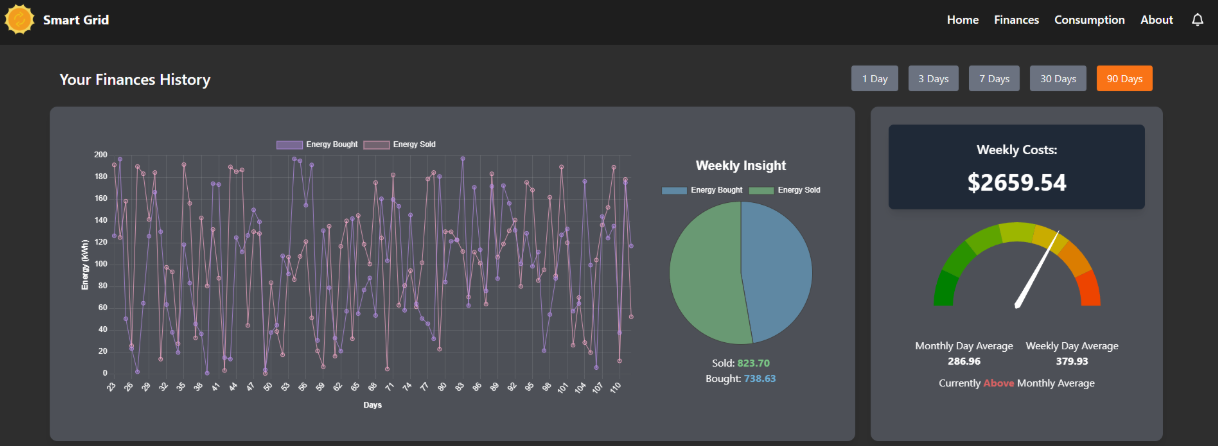 Smart Grid
Home Finances Consumption About
Your Finances History
1 Day 3 Days 7 Days 30 Days 90 Days
Energy Bought Energy Sold
200
180
160
140
120
100
80
60
40
20
0
Energy (kWh)
23 26 29 32 35 38 41 44 47 50 53 56 59 62 65 68 71 74 77 80 83 86 89 92 95 98 101 104 107 110
Days
Weekly Insight
Energy Bought Energy Sold
Sold: 823.70
Bought: 738.63
Weekly Costs:
$2659.54
Monthly Day Average Weekly Day Average
286.96 379.93
Currently Above Monthly Average